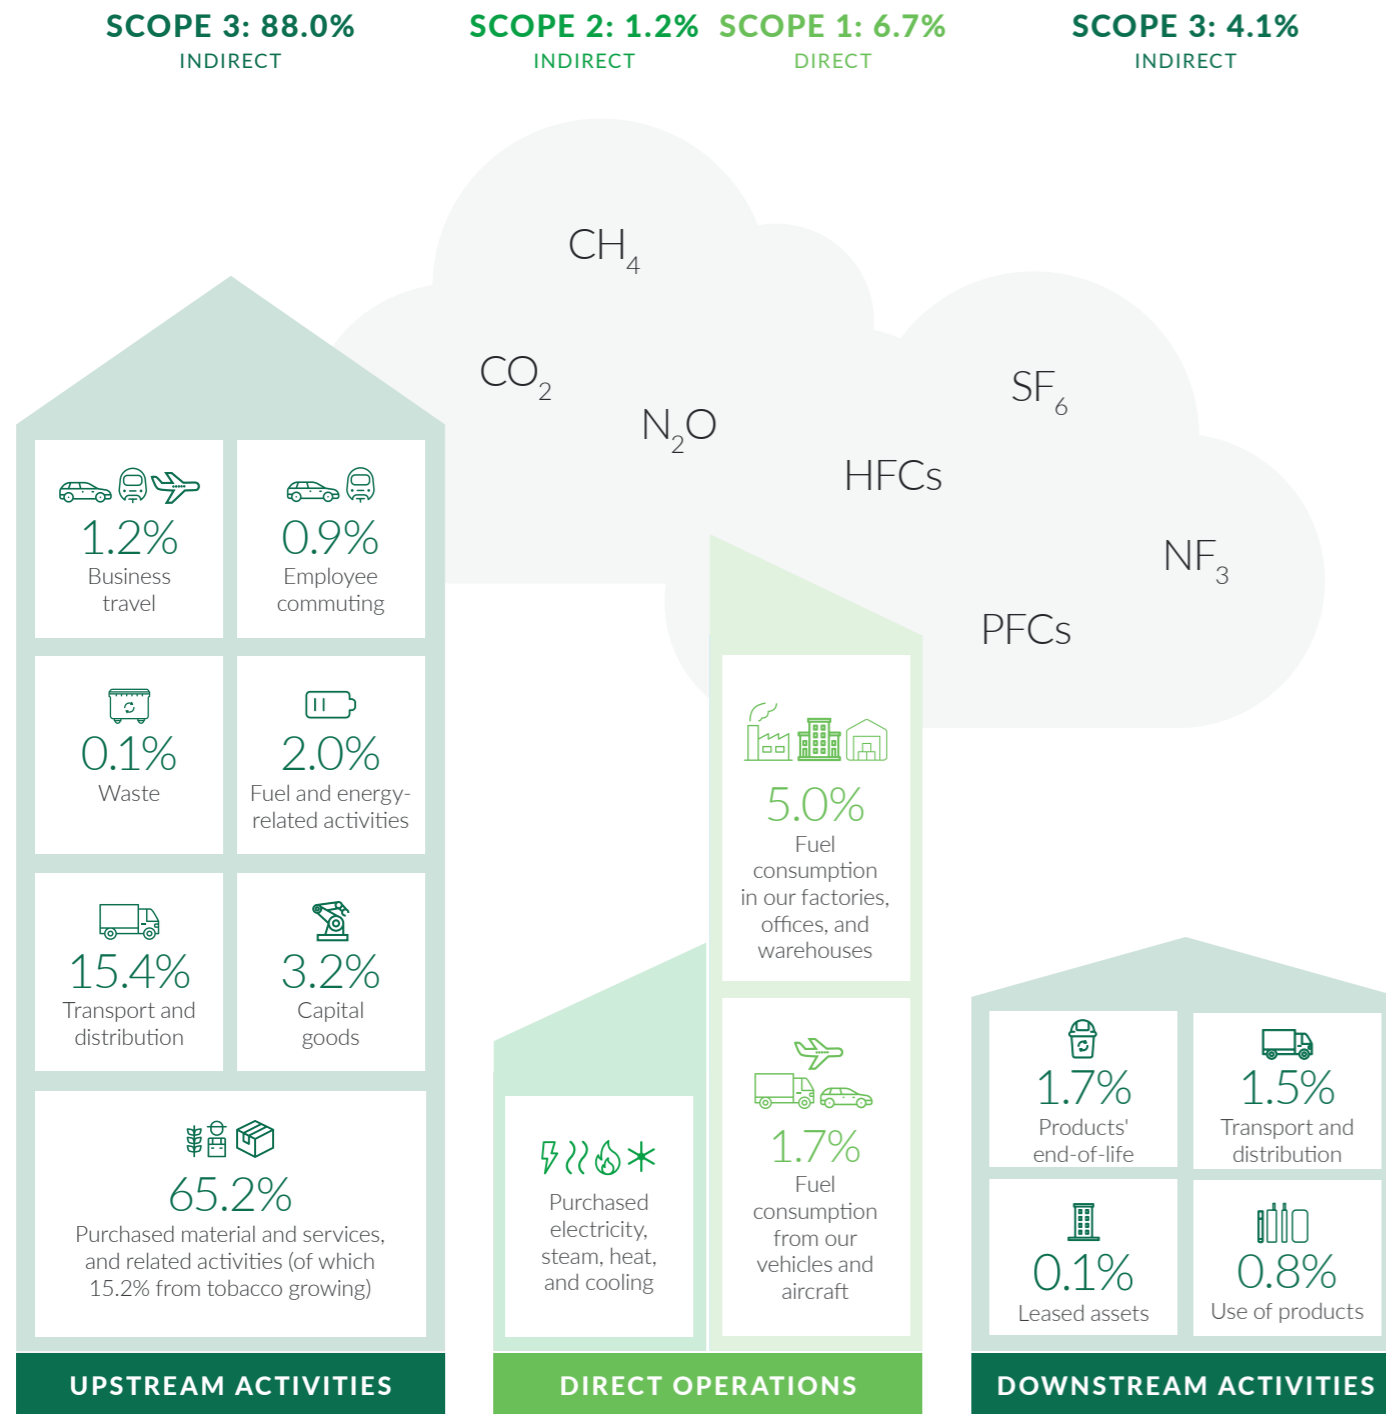 SCOPE 3: 88.0%
INDIRECT
SCOPE 2: 1.2%
INDIRECT
SCOPE 1: 6.7%
DIRECT
SCOPE 3: 4.1%
INDIRECT
CH₄
CO₂
N₂O
SF₆
HFCs
NF₃
PFCs
1.2%
Business
travel
0.9%
Employee
commuting
0.1%
Waste
2.0%
Fuel and energy-
related activities
15.4%
Transport and
distribution
3.2%
Capital
goods
65.2%
Purchased material and services,
and related activities (of which
15.2% from tobacco growing)
UPSTREAM ACTIVITIES
Purchased
electricity,
steam, heat,
and cooling
5.0%
Fuel
consumption
in our factories,
offices, and
warehouses
1.7%
Fuel
consumption
from our
vehicles and
aircraft
DIRECT OPERATIONS
1.7%
Products'
end-of-life
1.5%
Transport and
distribution
0.1%
Leased assets
0.8%
Use of products
DOWNSTREAM ACTIVITIES